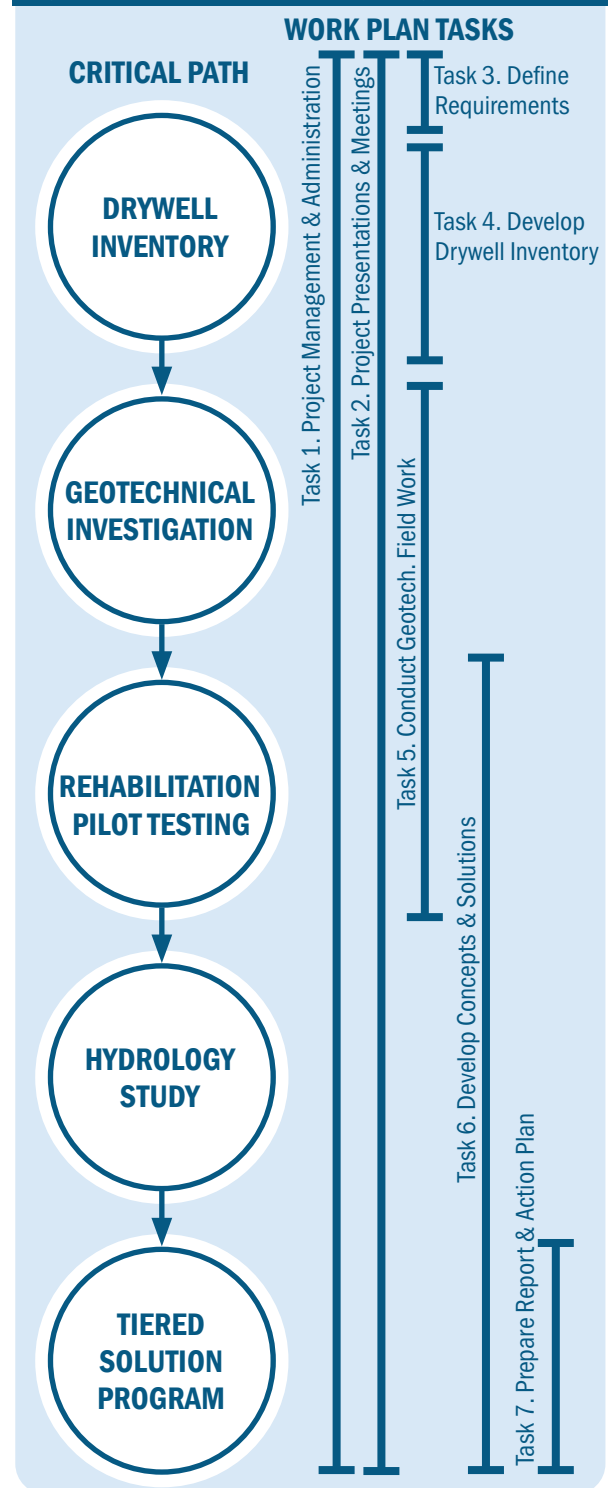 WORK PLAN TASKS
CRITICAL PATH
DRYWELL
INVENTORY
GEOTECHNICAL
INVESTIGATION
REHABILITATION
PILOT TESTING
HYDROLOGY
STUDY
TIERED
SOLUTION
PROGRAM
Task 1. Project Management & Administration
Task 2. Project Presentations & Meetings
Task 3. Define
Requirements
Task 4. Develop
Drywell Inventory
Task 5. Conduct Geotech. Field Work
Task 6. Develop Concepts & Solutions
Task 7. Prepare Report & Action Plan